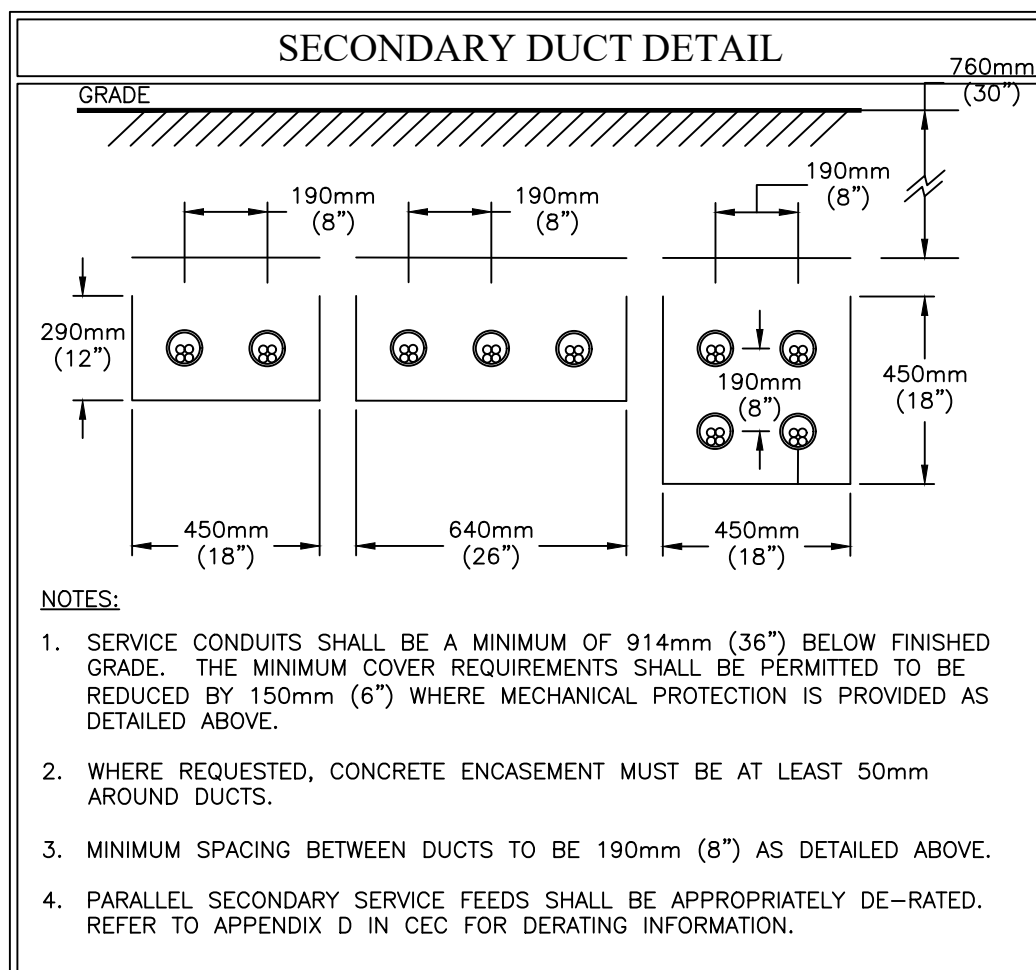 SECONDARY DUCT DETAIL
760mm
(30")
GRADE
190mm
(8")
190mm
(8")
190mm
(8")
290mm
(12")
190mm
(8")
450mm
(18")
450mm
(18")
640mm
(26")
450mm
(18")
NOTES:
1. SERVICE CONDUITS SHALL BE A MINIMUM OF 914mm (36") BELOW FINISHED
GRADE. THE MINIMUM COVER REQUIREMENTS SHALL BE PERMITTED TO BE
REDUCED BY 150mm (6") WHERE MECHANICAL PROTECTION IS PROVIDED AS
DETAILED ABOVE.
2. WHERE REQUESTED, CONCRETE ENCASEMENT MUST BE AT LEAST 50mm
AROUND DUCTS.
3. MINIMUM SPACING BETWEEN DUCTS TO BE 190mm (8") AS DETAILED ABOVE.
4. PARALLEL SECONDARY SERVICE FEEDS SHALL BE APPROPRIATELY DE-RATED.
REFER TO APPENDIX D IN CEC FOR DERATING INFORMATION.